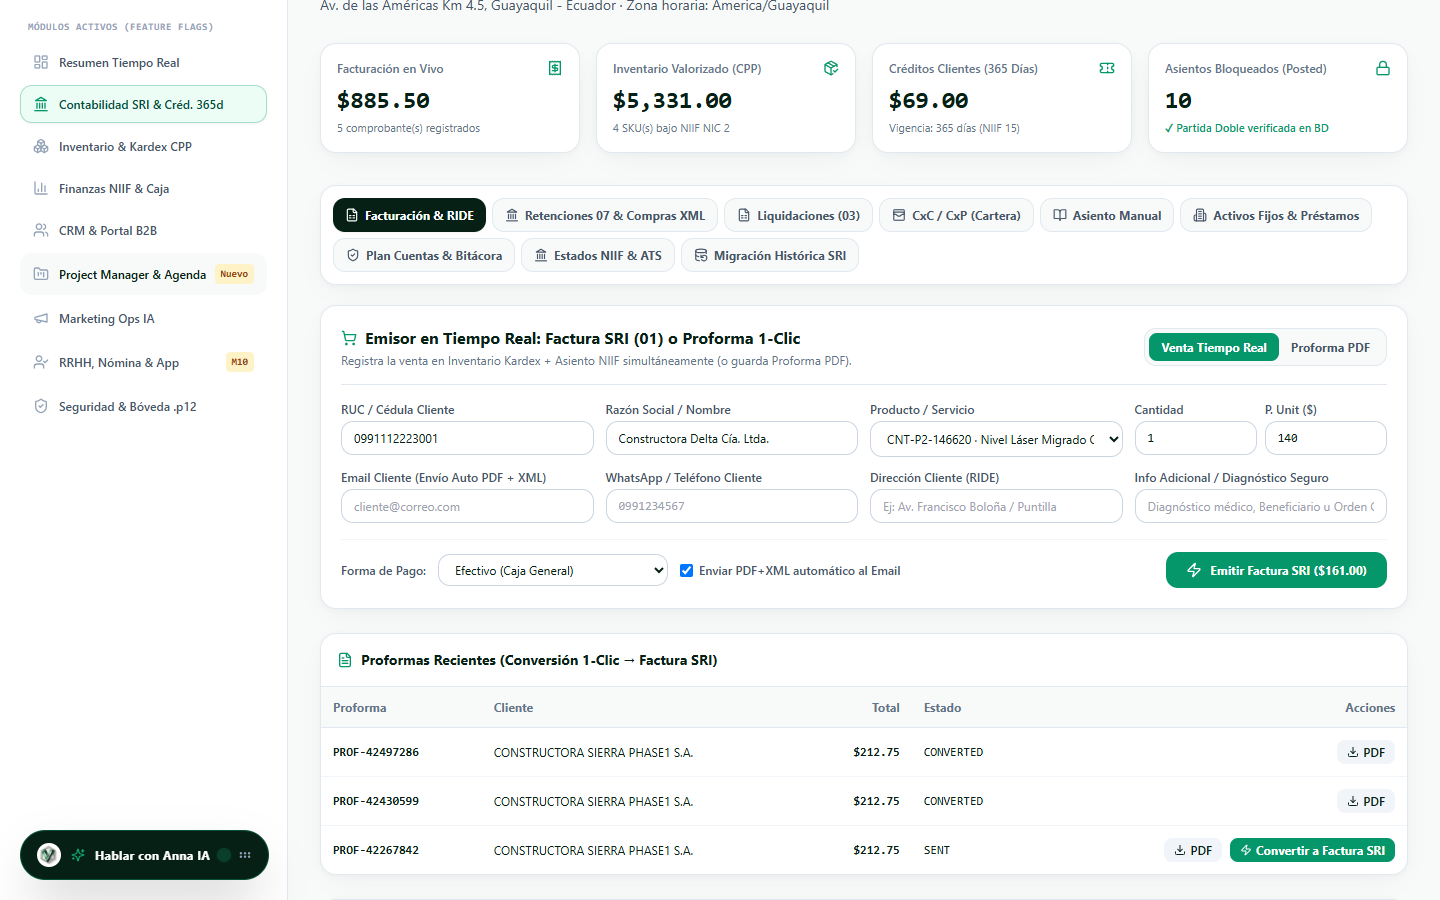 MÓDULOS ACTIVOS (FEATURE FLAGS)
Resumen Tiempo Real
Contabilidad SRI & Créd. 365d
Inventario & Kardex CPP
Finanzas NIIF & Caja
CRM & Portal B2B
Project Manager & Agenda Nuevo
Marketing Ops IA
RRHH, Nómina & App M10
Seguridad & Bóveda .p12
Hablar con Anna IA
Av. de las Américas Km 4.5, Guayaquil - Ecuador · Zona horaria: America/Guayaquil
Facturación en Vivo
$885.50
5 comprobante(s) registrados
Inventario Valorizado (CPP)
$5,331.00
4 SKU(s) bajo NIIF NIC 2
Créditos Clientes (365 Días)
$69.00
Vigencia: 365 días (NIIF 15)
Asientos Bloqueados (Posted)
10
✓ Partida Doble verificada en BD
Facturación & RIDE
Retenciones 07 & Compras XML
Liquidaciones (03)
CxC / CxP (Cartera)
Asiento Manual
Activos Fijos & Préstamos
Plan Cuentas & Bitácora
Estados NIIF & ATS
Migración Histórica SRI
Emisor en Tiempo Real: Factura SRI (01) o Proforma 1-Clic
Registra la venta en Inventario Kardex + Asiento NIIF simultáneamente (o guarda Proforma PDF).
Venta Tiempo Real
Proforma PDF
RUC / Cédula Cliente
0991112223001
Razón Social / Nombre
Constructora Delta Cía. Ltda.
Producto / Servicio
CNT-P2-146620 · Nivel Láser Migrado
Cantidad
1
P. Unit ($)
140
Email Cliente (Envío Auto PDF + XML)
cliente@correo.com
WhatsApp / Teléfono Cliente
0991234567
Dirección Cliente (RIDE)
Ej: Av. Francisco Boloña / Puntilla
Info Adicional / Diagnóstico Seguro
Diagnóstico médico, Beneficiario u Orden
Forma de Pago:
Efectivo (Caja General)
Enviar PDF+XML automático al Email
Emitir Factura SRI ($161.00)
Proformas Recientes (Conversión 1-Clic → Factura SRI)
Proforma Cliente Total Estado Acciones
PROF-42497286 CONSTRUCTORA SIERRA PHASE1 S.A. $212.75 CONVERTED PDF
PROF-42430599 CONSTRUCTORA SIERRA PHASE1 S.A. $212.75 CONVERTED PDF
PROF-42267842 CONSTRUCTORA SIERRA PHASE1 S.A. $212.75 SENT PDF Convertir a Factura SRI